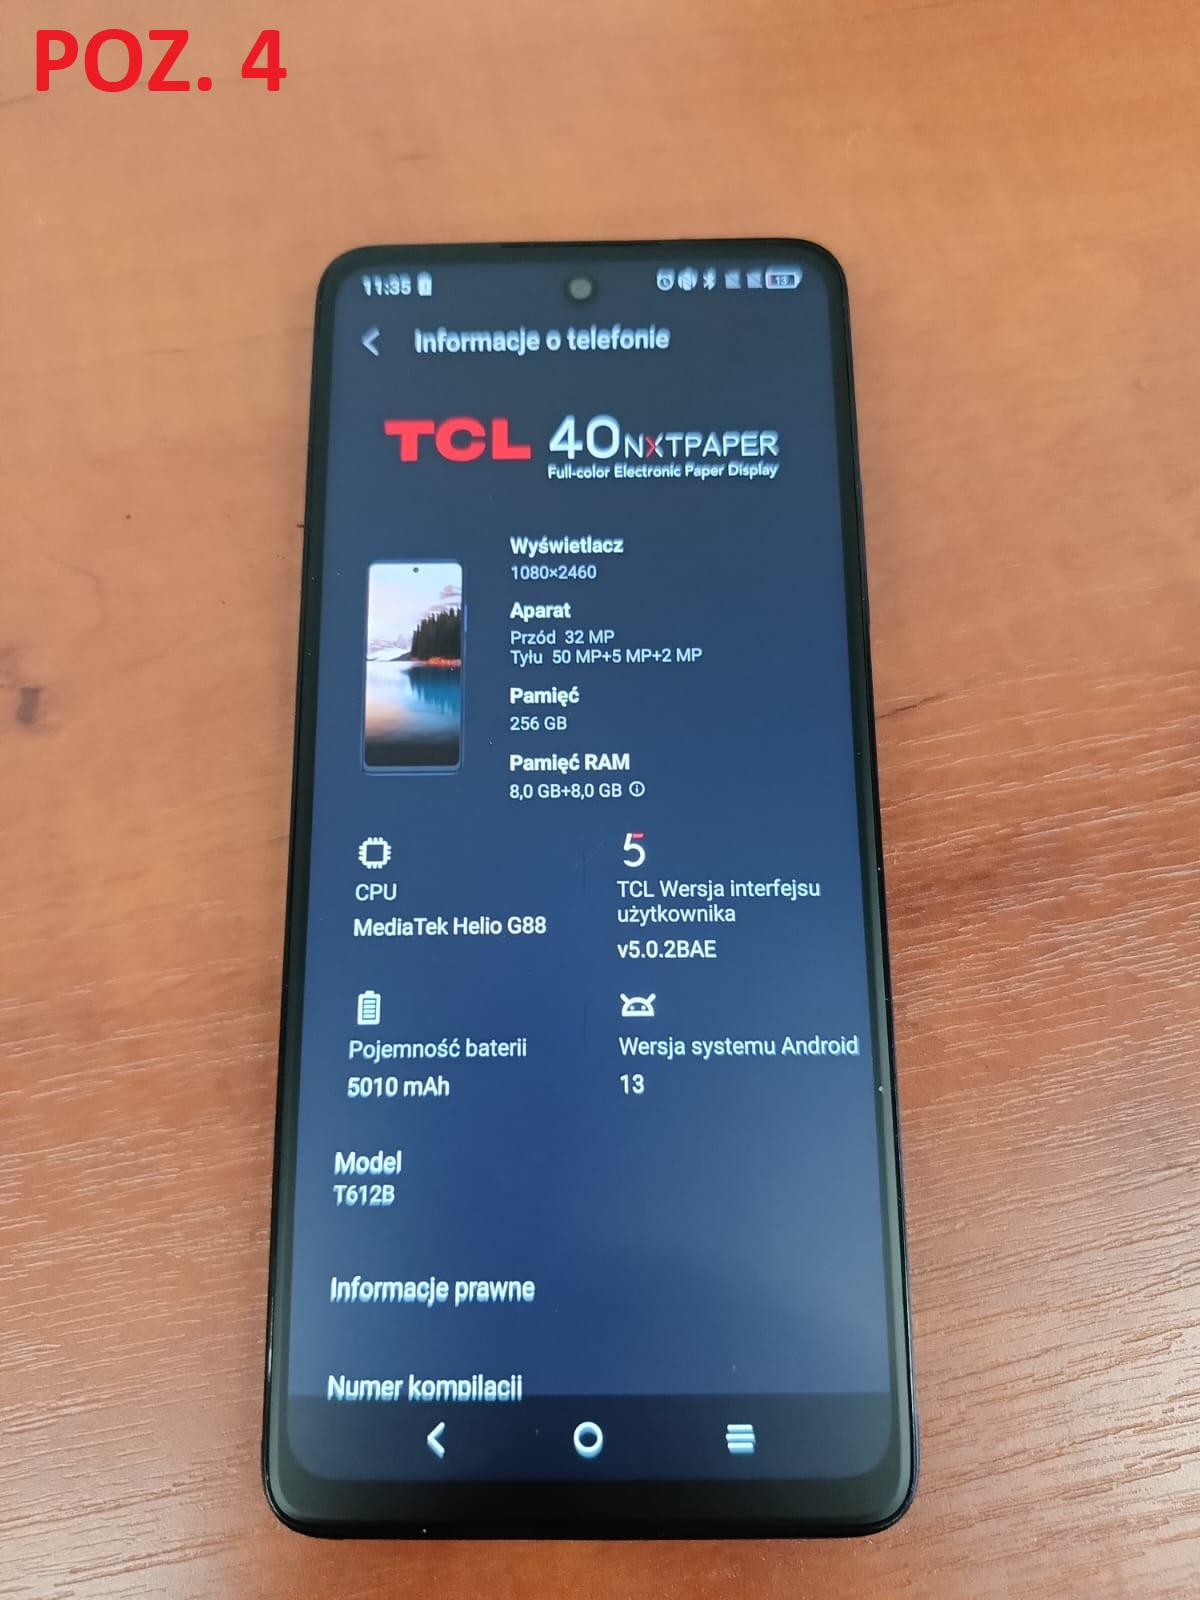 POZ. 4
11:35
13
Informacje o telefonie
TCL 40 NXTPAPER
Full-color Electronic Paper Display
Wyświetlacz
1080×2460
Aparat
Przód 32 MP
Tyłu 50 MP+5 MP+2 MP
Pamięć
256 GB
Pamięć RAM
8,0 GB+8,0 GB
CPU
MediaTek Helio G88
5
TCL Wersja interfejsu
użytkownika
v5.0.2BAE
Pojemność baterii
5010 mAh
Wersja systemu Android
13
Model
T612B
Informacje prawne
Numer kompilacji